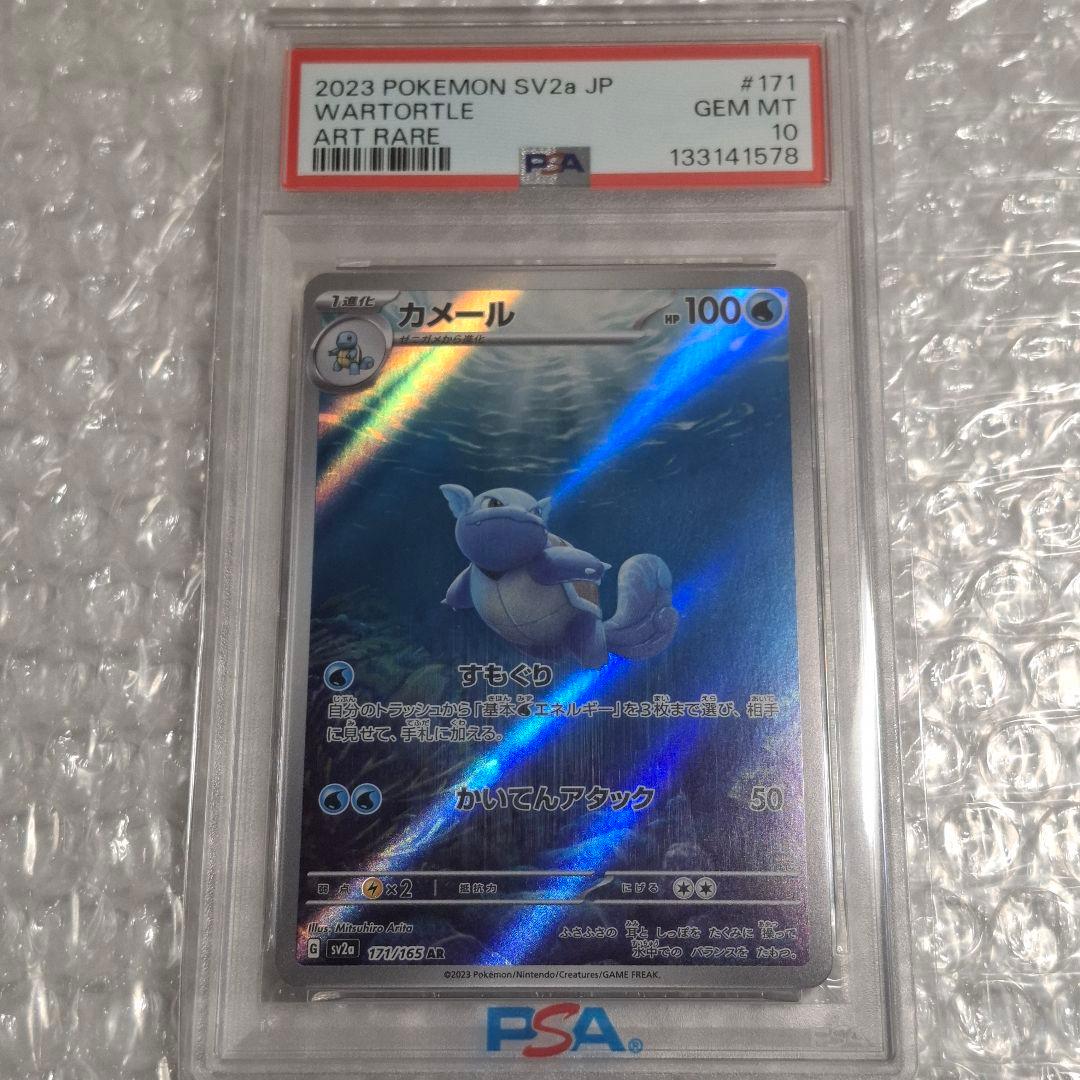 2023 POKEMON SV2a JP #171
WARTORTLE GEM MT
ART RARE 10
PSA 133141578
1進化 カメール HP 100
ゼニガメから進化
すもぐり
自分のトラッシュから「基本エネルギー」を3枚まで選び、相手
に見せて、手札に加える。
かいてんアタック 50
弱点 ×2 抵抗力 にげる
Illus. Mitsuhiro Arita
ふさふさの 耳と しっぽを たくみに 操って
水中での バランスを たもつ。
G sv2a 171/165 AR
©2023 Pokémon/Nintendo/Creatures/GAME FREAK.
PSA®